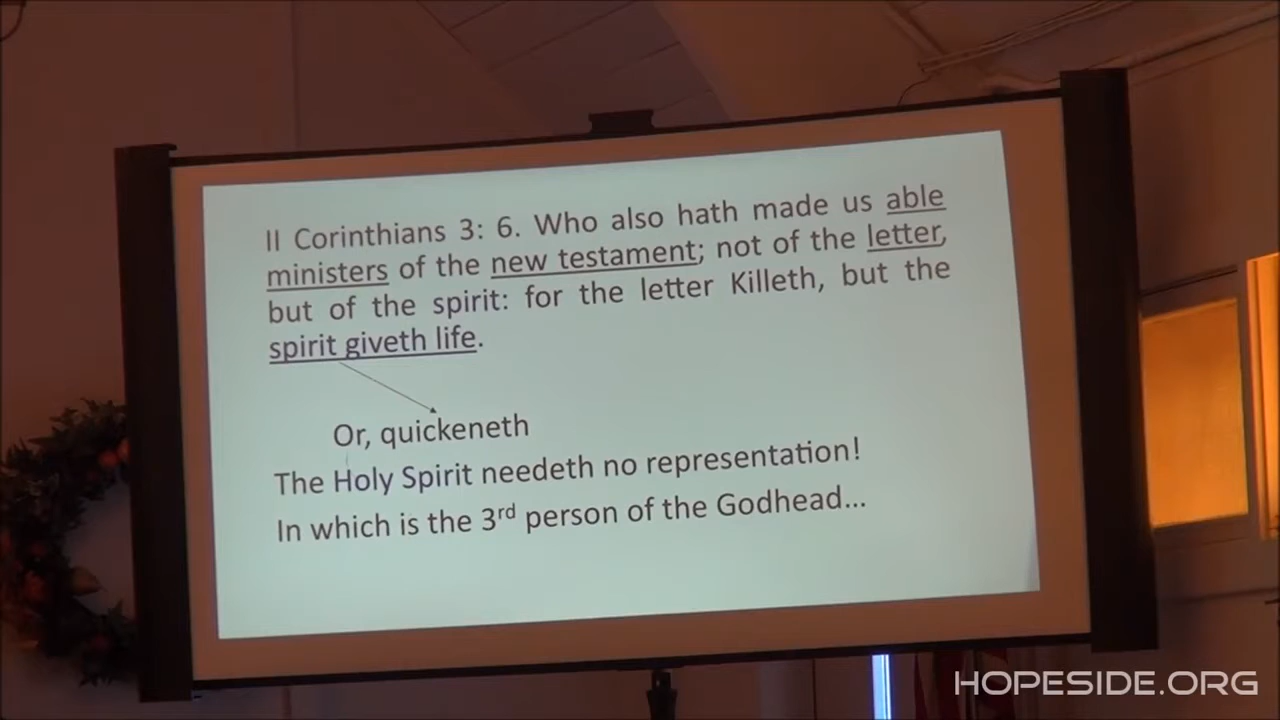 II Corinthians 3: 6. Who also hath made us able
ministers of the new testament; not of the letter,
but of the spirit: for the letter Killeth, but the
spirit giveth life.
Or, quickeneth
The Holy Spirit needeth no representation!
In which is the 3rd person of the Godhead...
HOPESIDE.ORG